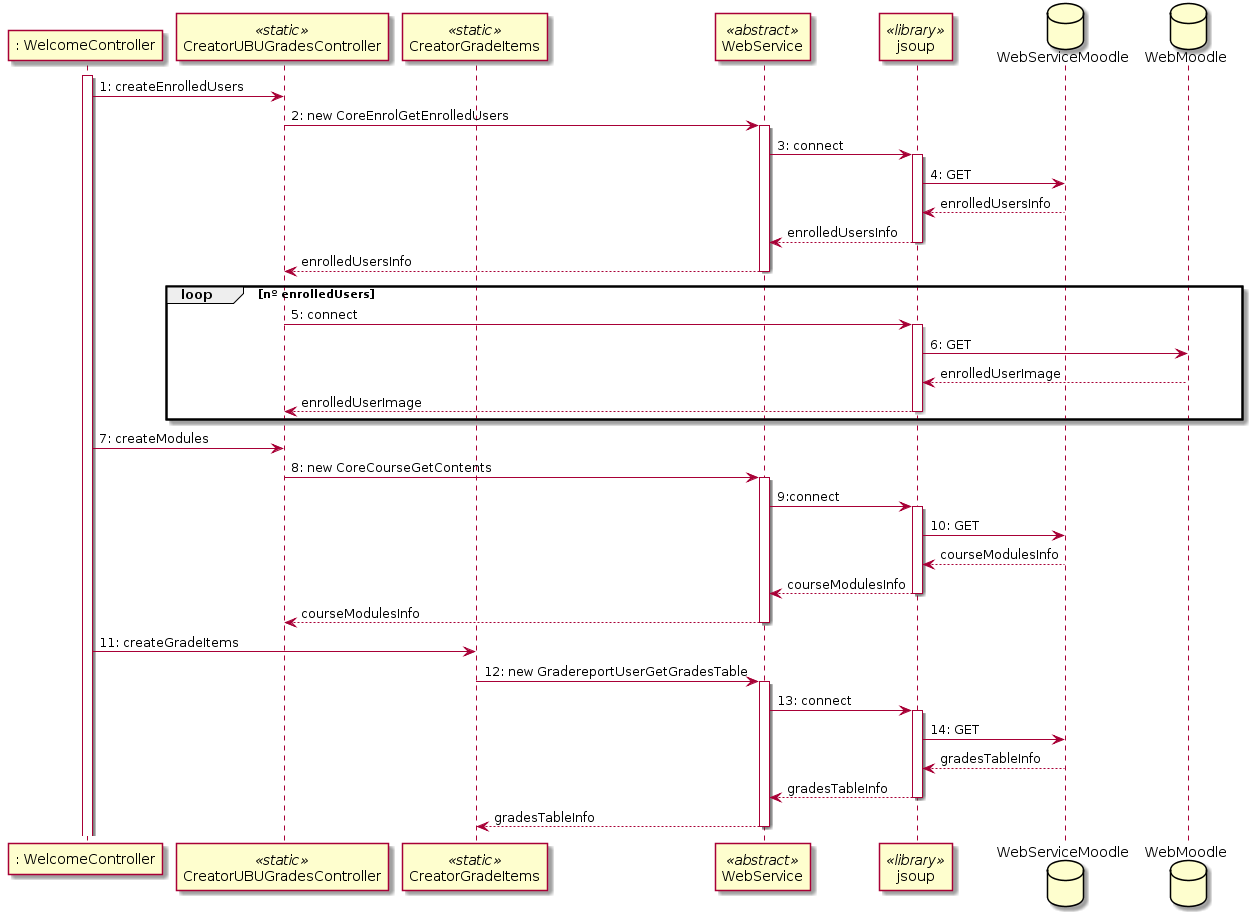 : WelcomeController
«static»
CreatorUBUGradesController
«static»
CreatorGradeItems
«abstract»
WebService
«library»
jsoup
WebServiceMoodle
WebMoodle
1: createEnrolledUsers
2: new CoreEnrolGetEnrolledUsers
3: connect
4: GET
enrolledUsersInfo
enrolledUsersInfo
enrolledUsersInfo
loop [nº enrolledUsers]
5: connect
6: GET
enrolledUserImage
enrolledUserImage
7: createModules
8: new CoreCourseGetContents
9:connect
10: GET
courseModulesInfo
courseModulesInfo
courseModulesInfo
11: createGradeItems
12: new GradereportUserGetGradesTable
13: connect
14: GET
gradesTableInfo
gradesTableInfo
gradesTableInfo
: WelcomeController
«static»
CreatorUBUGradesController
«static»
CreatorGradeItems
«abstract»
WebService
«library»
jsoup
WebServiceMoodle
WebMoodle